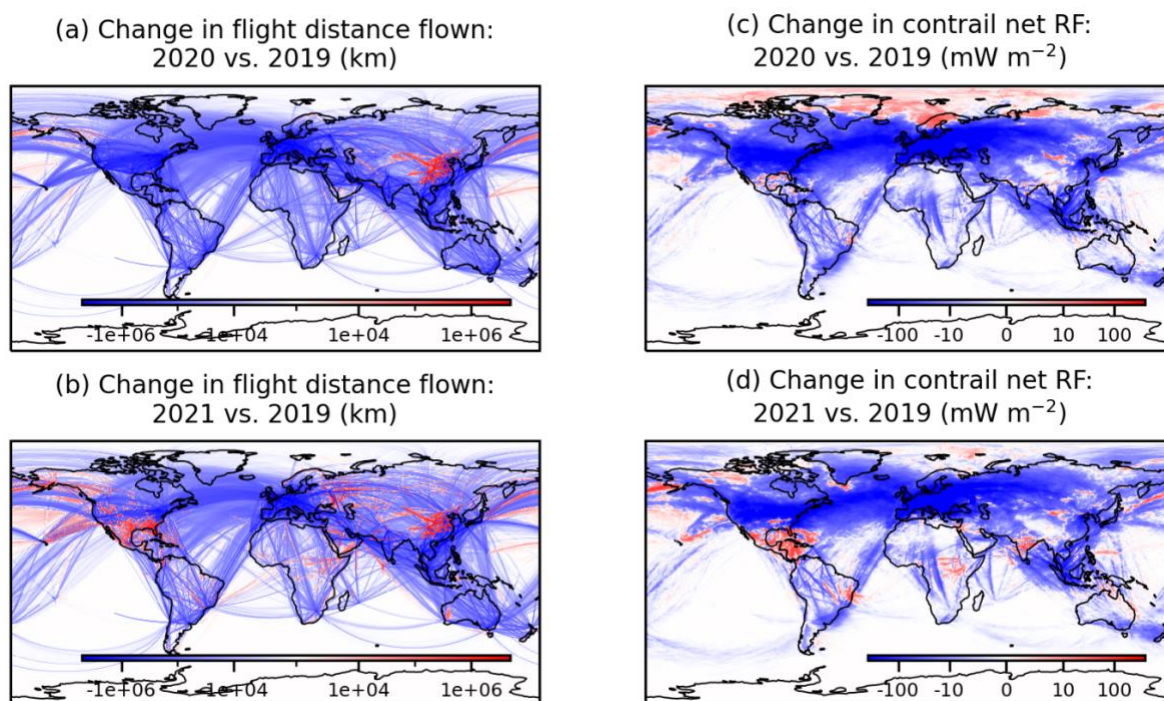 (a) Change in flight distance flown:
2020 vs. 2019 (km)
-1e+06 -1e+04 1e+04 1e+06
(c) Change in contrail net RF:
2020 vs. 2019 (mW m⁻²)
-100 -10 0 10 100
(b) Change in flight distance flown:
2021 vs. 2019 (km)
-1e+06 -1e+04 1e+04 1e+06
(d) Change in contrail net RF:
2021 vs. 2019 (mW m⁻²)
-100 -10 0 10 100